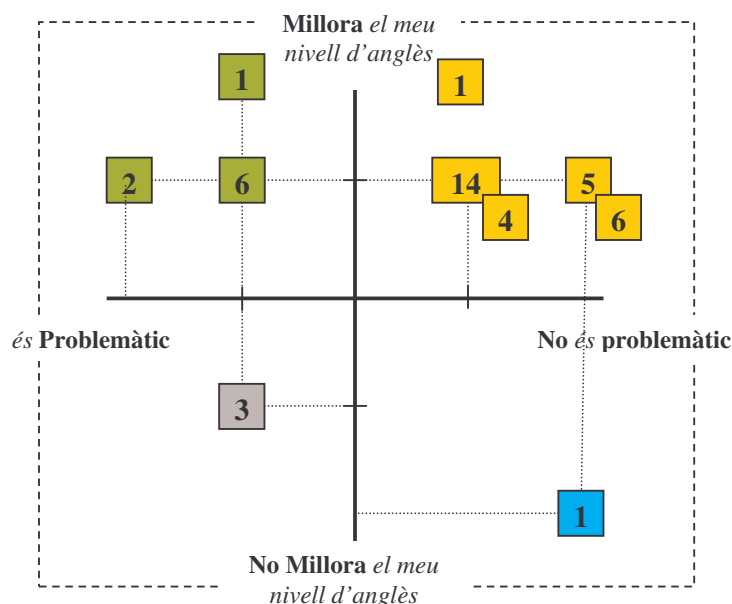 Millora el meu
nivell d’anglès
1
1
2
6
14
5
4
6
és Problemàtic
No és problemàtic
3
1
No Millora el meu
nivell d’anglès